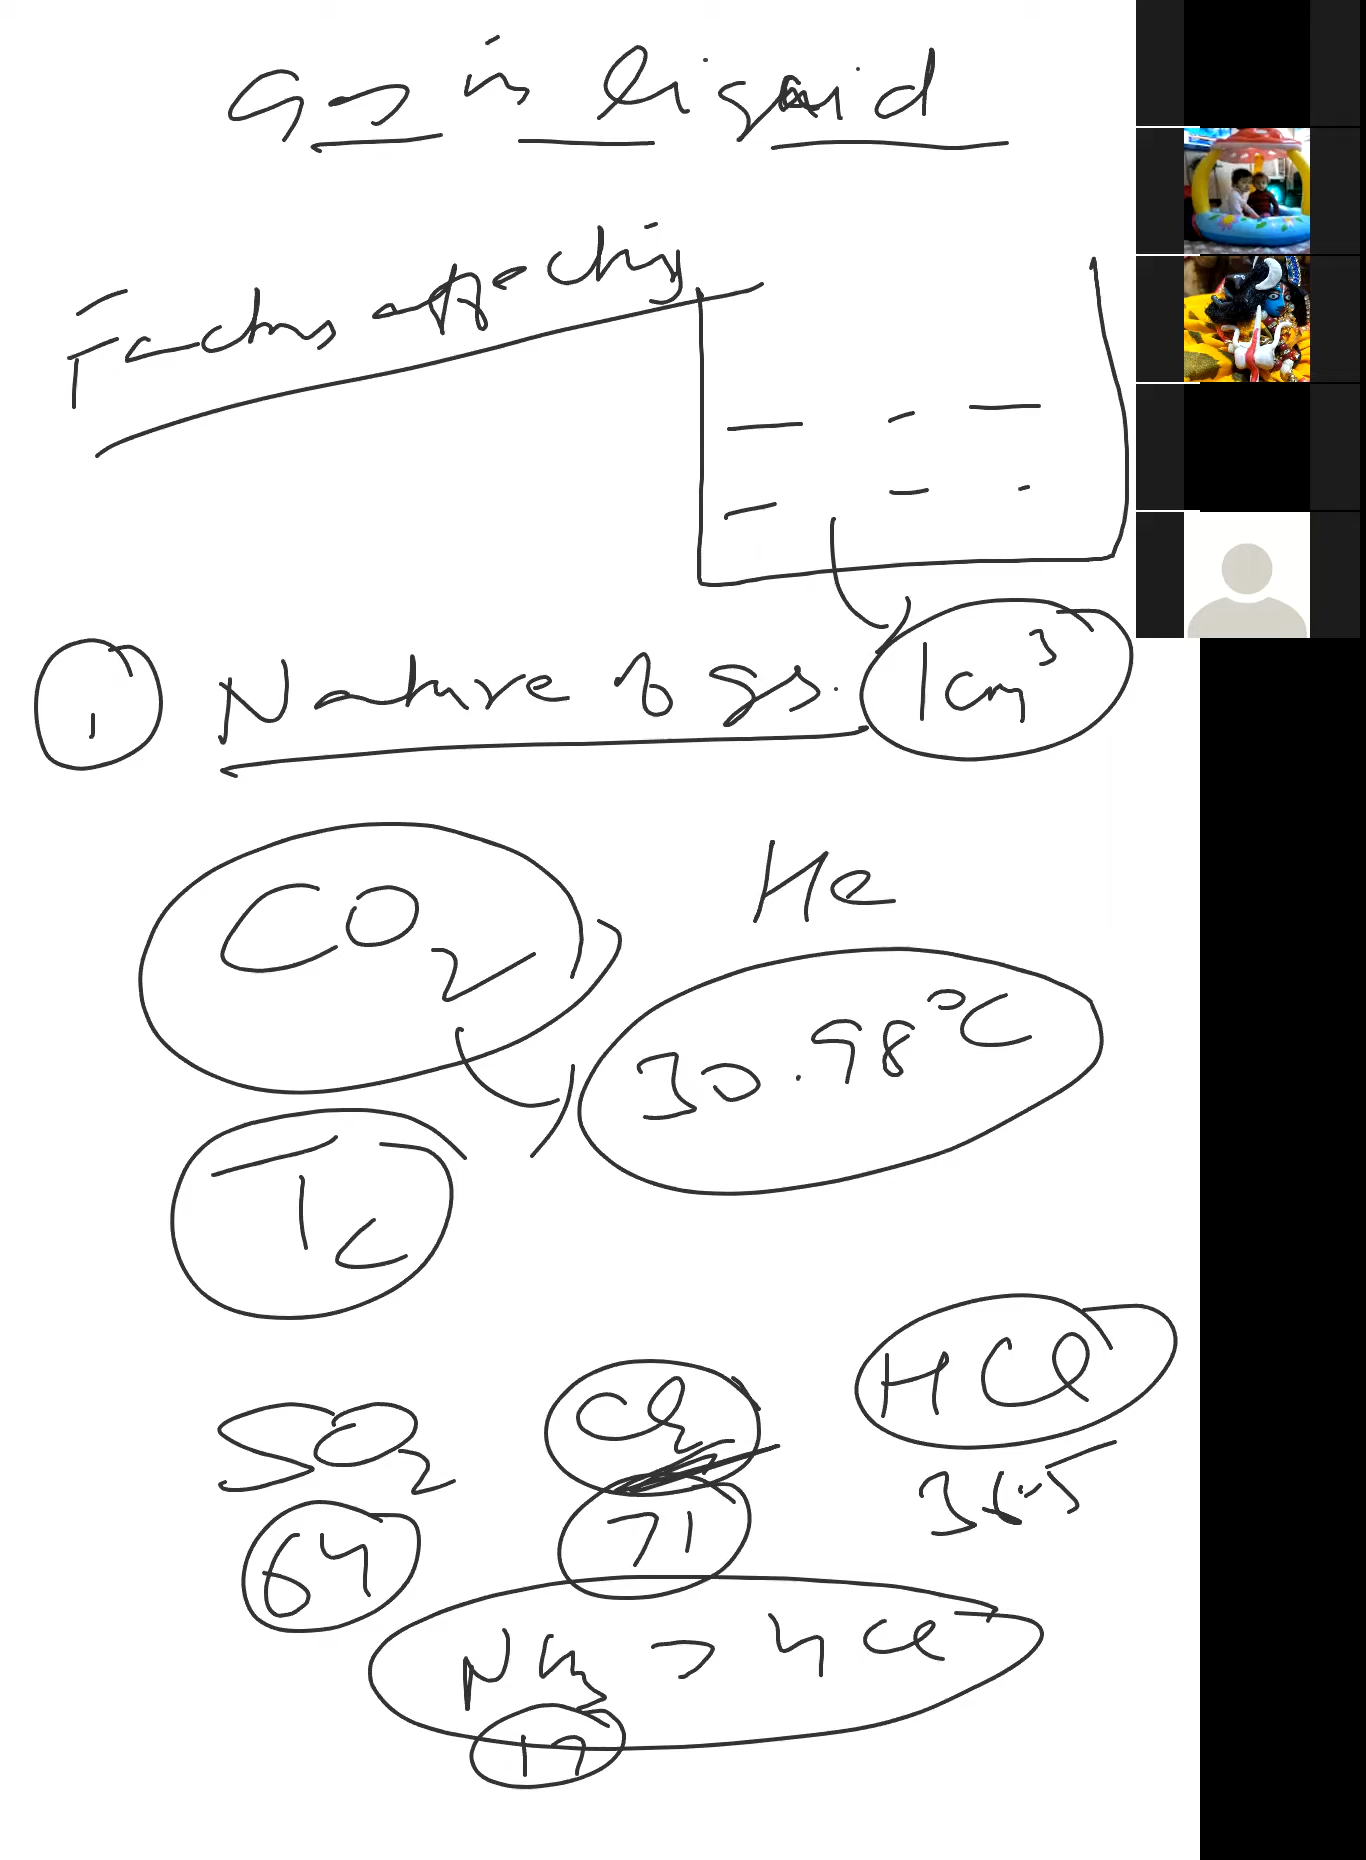 Gas in liquid
Factors affecting
1 Nature of gas.
1cm³
CO₂
He
30.98°C
Tc
SO₂ Cl₂ HCl
64 71 36.5
NH₃ > HCl
17